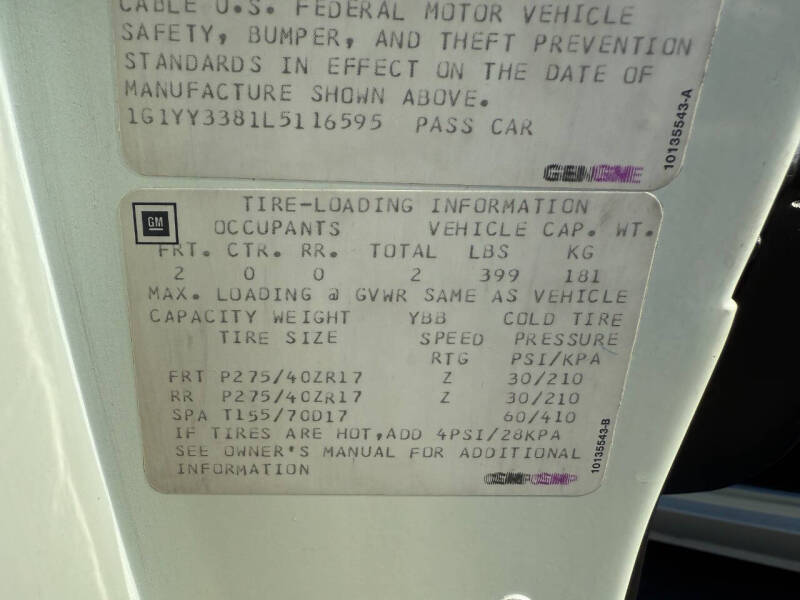 CABLE U.S. FEDERAL MOTOR VEHICLE
SAFETY, BUMPER, AND THEFT PREVENTION
STANDARDS IN EFFECT ON THE DATE OF
MANUFACTURE SHOWN ABOVE.
1G1YY3381L5116595 PASS CAR
10135543-A
GM
TIRE-LOADING INFORMATION
OCCUPANTS VEHICLE CAP. WT.
FRT. CTR. RR. TOTAL LBS KG
2 0 0 2 399 181
MAX. LOADING @ GVWR SAME AS VEHICLE
CAPACITY WEIGHT YBB COLD TIRE
TIRE SIZE SPEED PRESSURE
RTG PSI/KPA
FRT P275/40ZR17 Z 30/210
RR P275/40ZR17 Z 30/210
SPA T155/70D17 60/410
IF TIRES ARE HOT,ADD 4PSI/28KPA
SEE OWNER'S MANUAL FOR ADDITIONAL
INFORMATION
10135543-B